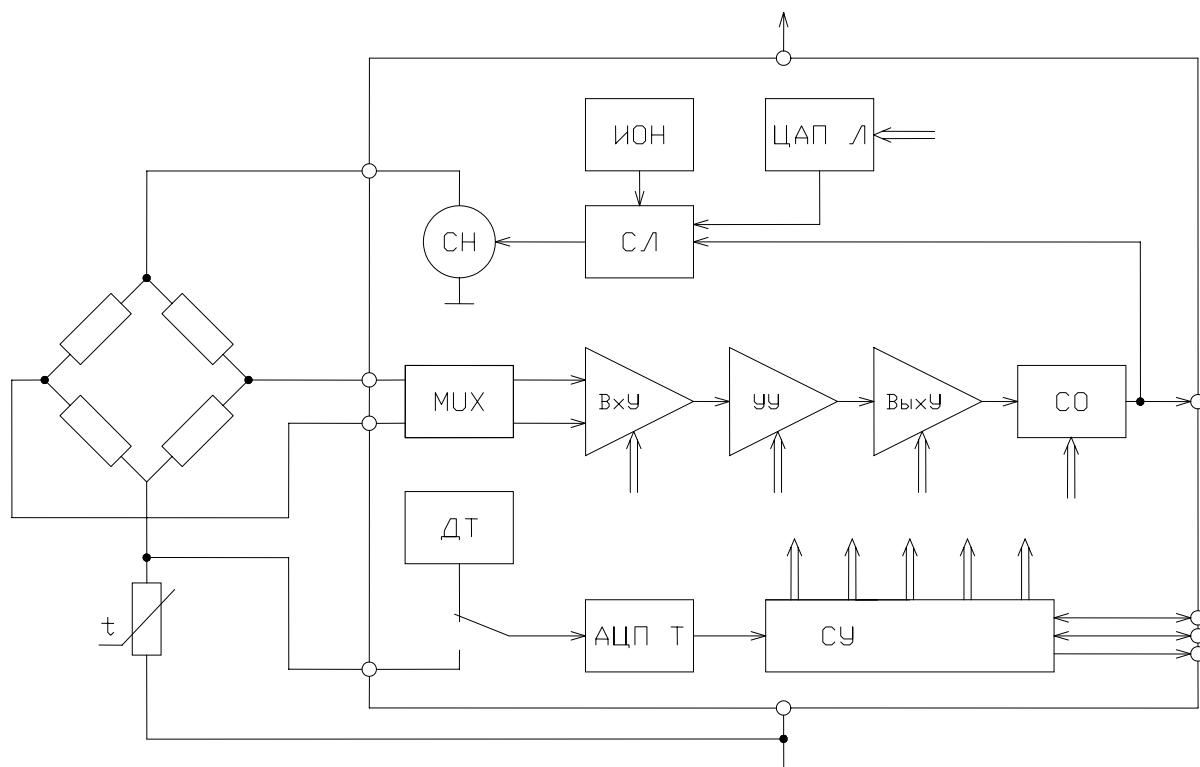 ИОН
ЦАП Л
СН
СЛ
MUX
ВхУ
УУ
ВыхУ
СО
ДТ
t
АЦП Т
СУ